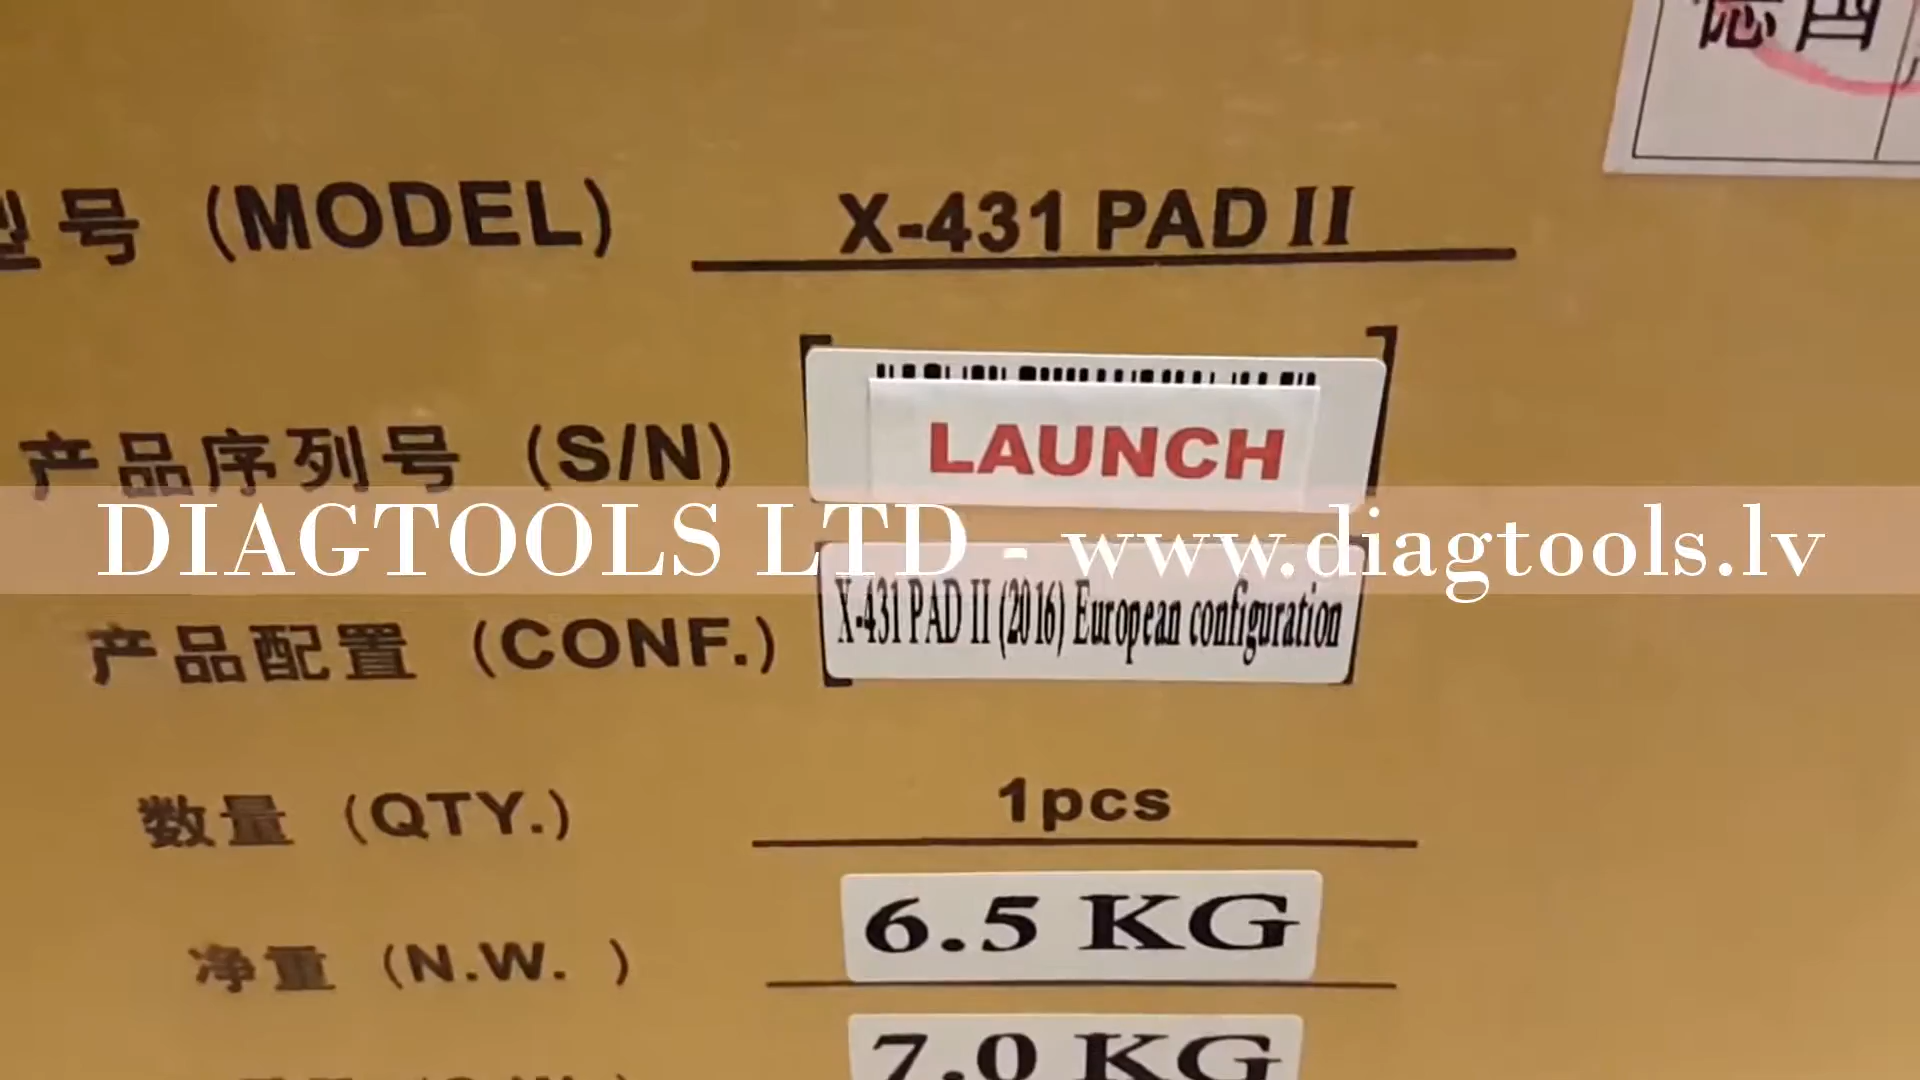 型号 (MODEL) X-431 PAD II
产品序列号 (S/N) LAUNCH
DIAGTOOLS LTD - www.diagtools.lv
产品配置 (CONF.) X-431 PAD II (2016) European configuration
数量 (QTY.) 1pcs
净重 (N.W. ) 6.5 KG
7.0 KG